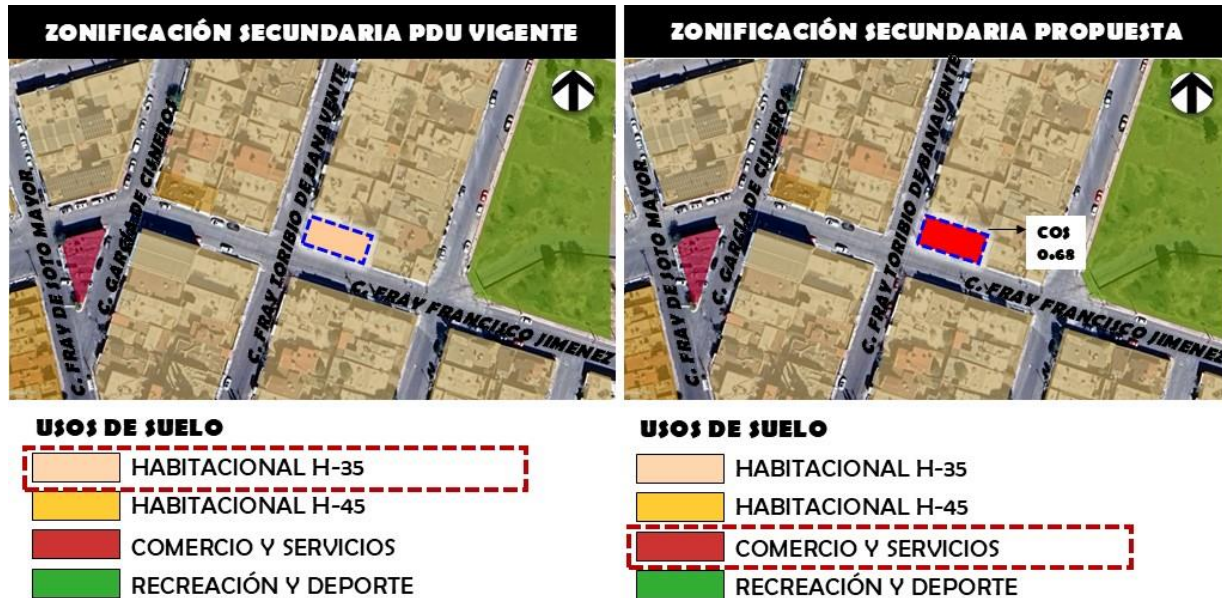 ZONIFICACIÓN SECUNDARIA PDU VIGENTE
C. FRAY DE SOTO MAYOR.
C. GARCÍA DE CIJNEROS
C. FRAY TORIBIO DE BANAVENTE
C. FRAY FRANCISCO JIMENEZ
USOS DE SUELO
HABITACIONAL H-35
HABITACIONAL H-45
COMERCIO Y SERVICIOS
RECREACIÓN Y DEPORTE
ZONIFICACIÓN SECUNDARIA PROPUESTA
C. FRAY DE SOTO MAYOR.
C. GARCÍA DE CIJNEROS
C. FRAY TORIBIO DE BANAVENTE
COS
0.68
C. FRAY FRANCISCO JIMENEZ
USOS DE SUELO
HABITACIONAL H-35
HABITACIONAL H-45
COMERCIO Y SERVICIOS
RECREACIÓN Y DEPORTE